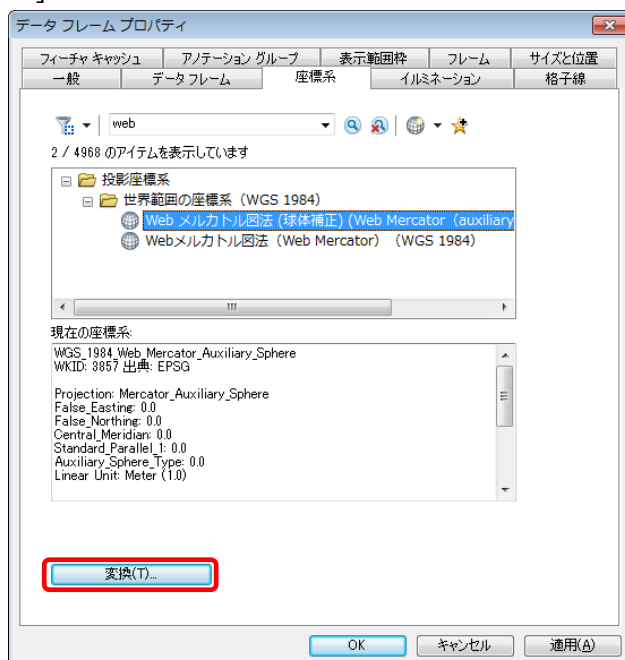 データ フレーム プロパティ
フィーチャ キャッシュ アノテーション グループ 表示範囲枠 フレーム サイズと位置
一般 データ フレーム 座標系 イルミネーション 格子線
web
2 / 4968 のアイテムを表示しています
投影座標系
世界範囲の座標系（WGS 1984）
Web メルカトル図法 (球体補正) (Web Mercator（auxiliary
Webメルカトル図法（Web Mercator）（WGS 1984）
現在の座標系:
WGS_1984_Web_Mercator_Auxiliary_Sphere
WKID: 3857 出典: EPSG
Projection: Mercator_Auxiliary_Sphere
False_Easting: 0.0
False_Northing: 0.0
Central_Meridian: 0.0
Standard_Parallel_1: 0.0
Auxiliary_Sphere_Type: 0.0
Linear Unit: Meter (1.0)
変換(T)...
OK キャンセル 適用(A)